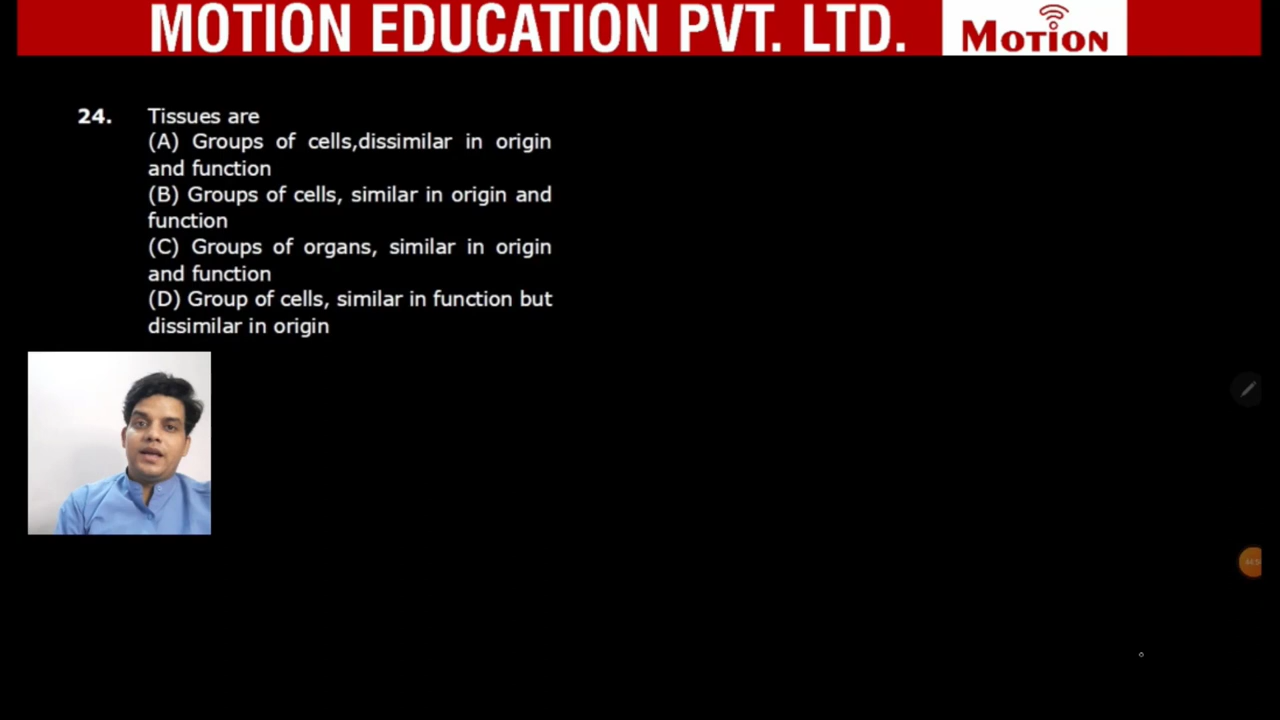 MOTION EDUCATION PVT. LTD.
MOTION
24. Tissues are
(A) Groups of cells,dissimilar in origin
and function
(B) Groups of cells, similar in origin and
function
(C) Groups of organs, similar in origin
and function
(D) Group of cells, similar in function but
dissimilar in origin